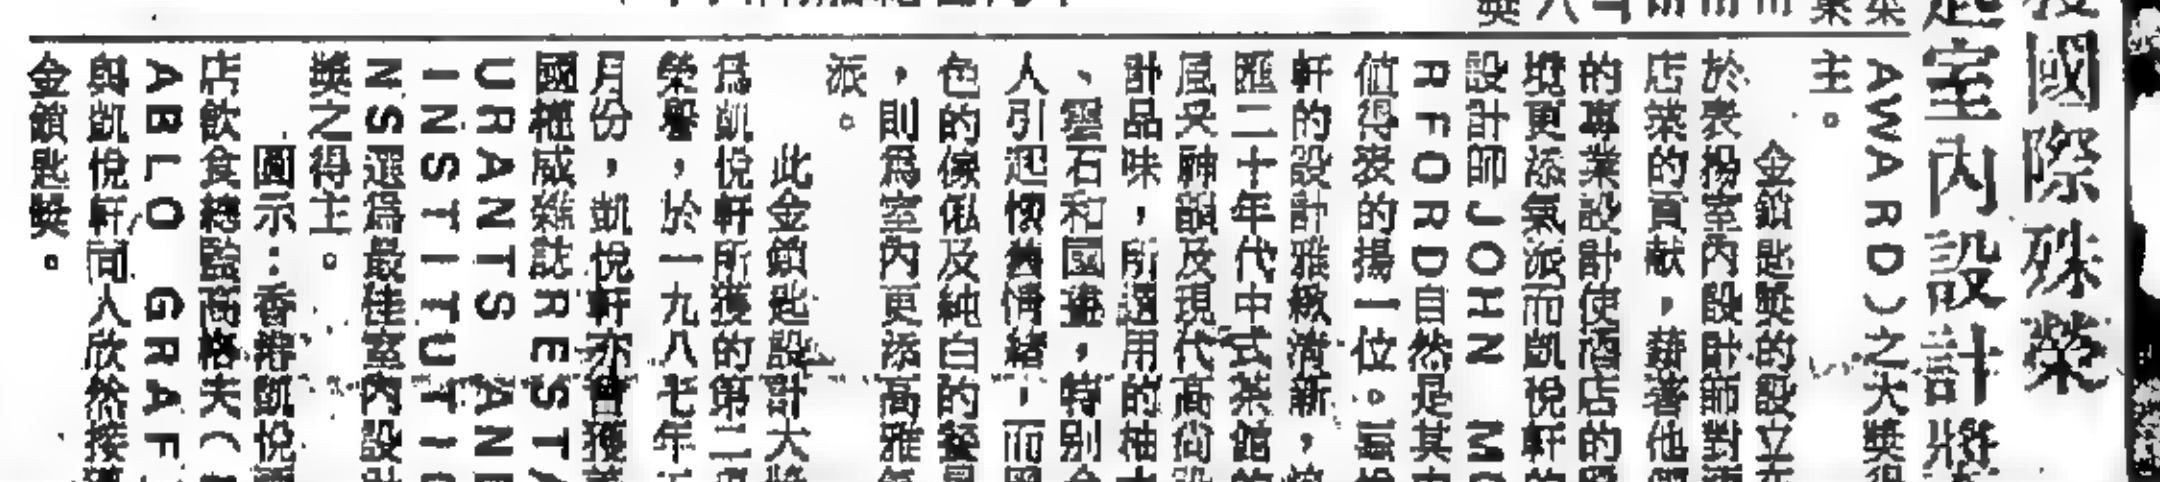 國際殊榮
室內設計
AWARD)之大獎得
主。
金鎖匙獎的設立在
於表揚室內設計師對酒
店業的貢献,藉著他們
的專業設計使酒店的
境更添氣派而凱悅軒的
設計師JOHN MO
RFORD自然是其中
值得表的揚一位。
軒的設計雅緻清新,
匯二十年代中式茶館的
風采神韻及現代高尚設
計品味,所選用的柚木
、雲石和國畫,特別令
人引起懷舊情緒,而黑
色的傢俬及純白的餐具
,則為室內更添高雅氣
派。
此金鎖匙設計大獎
為凱悅軒所獲的第二個
榮譽,於一九八七年
月份,凱悅軒亦曾獲美
國權威雜誌RESTA
URANTS AND
INSTITUTIO
NS選為最佳室內設計
獎之得主。
圖示:香港凱悅酒
店飲食總監高格夫(
ABLO GRAF
與凱悅軒同人欣然接獲
金鎖匙獎。